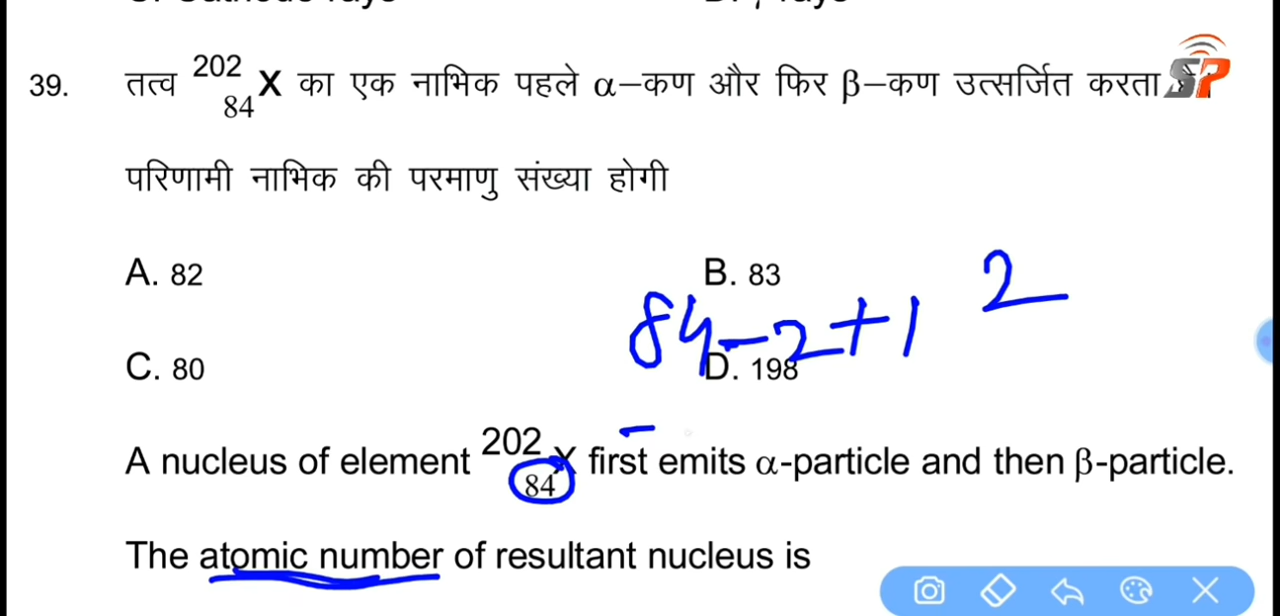 39. तत्व ²⁰²₈₄X का एक नाभिक पहले α–कण और फिर β–कण उत्सर्जित करता
SP
परिणामी नाभिक की परमाणु संख्या होगी
A. 82 B. 83
2
84-2+1
C. 80 D. 198
A nucleus of element ²⁰²₈₄X first emits α-particle and then β-particle.
The atomic number of resultant nucleus is